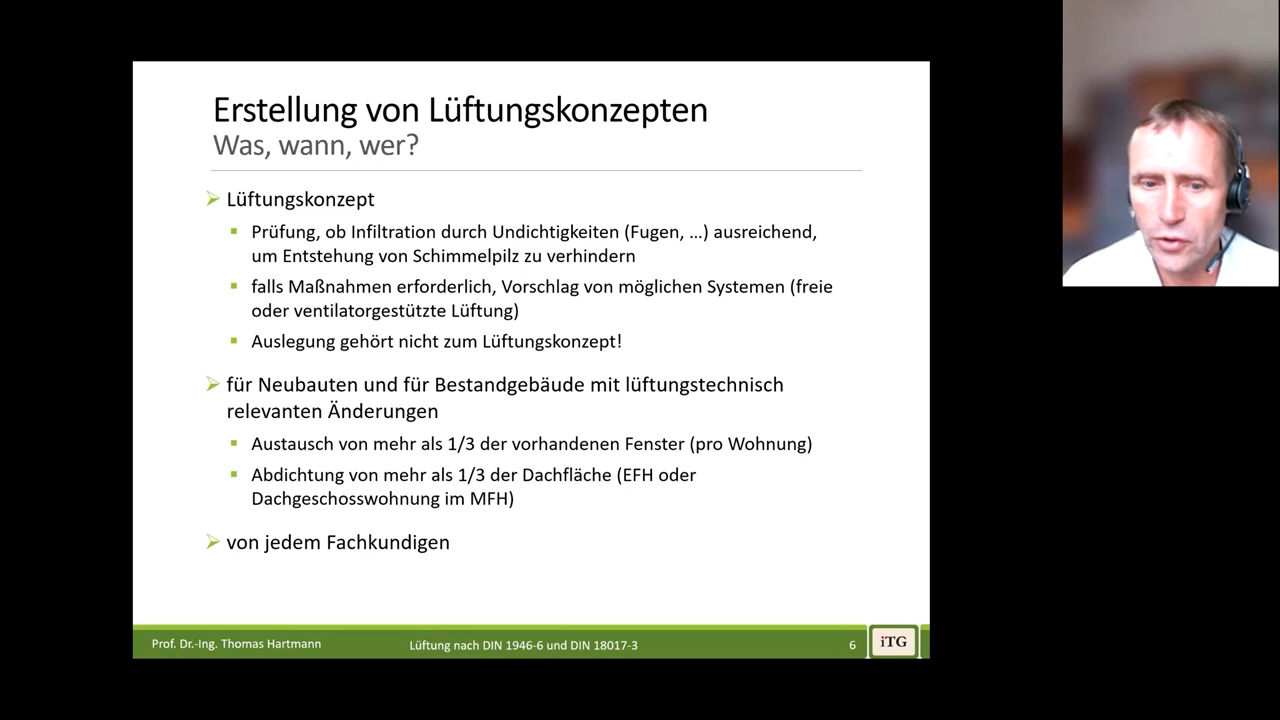 Erstellung von Lüftungskonzepten
Was, wann, wer?
Lüftungskonzept
Prüfung, ob Infiltration durch Undichtigkeiten (Fugen, …) ausreichend,
um Entstehung von Schimmelpilz zu verhindern
falls Maßnahmen erforderlich, Vorschlag von möglichen Systemen (freie
oder ventilatorgestützte Lüftung)
Auslegung gehört nicht zum Lüftungskonzept!
für Neubauten und für Bestandgebäude mit lüftungstechnisch
relevanten Änderungen
Austausch von mehr als 1/3 der vorhandenen Fenster (pro Wohnung)
Abdichtung von mehr als 1/3 der Dachfläche (EFH oder
Dachgeschosswohnung im MFH)
von jedem Fachkundigen
Prof. Dr.-Ing. Thomas Hartmann
Lüftung nach DIN 1946-6 und DIN 18017-3
6
iTG